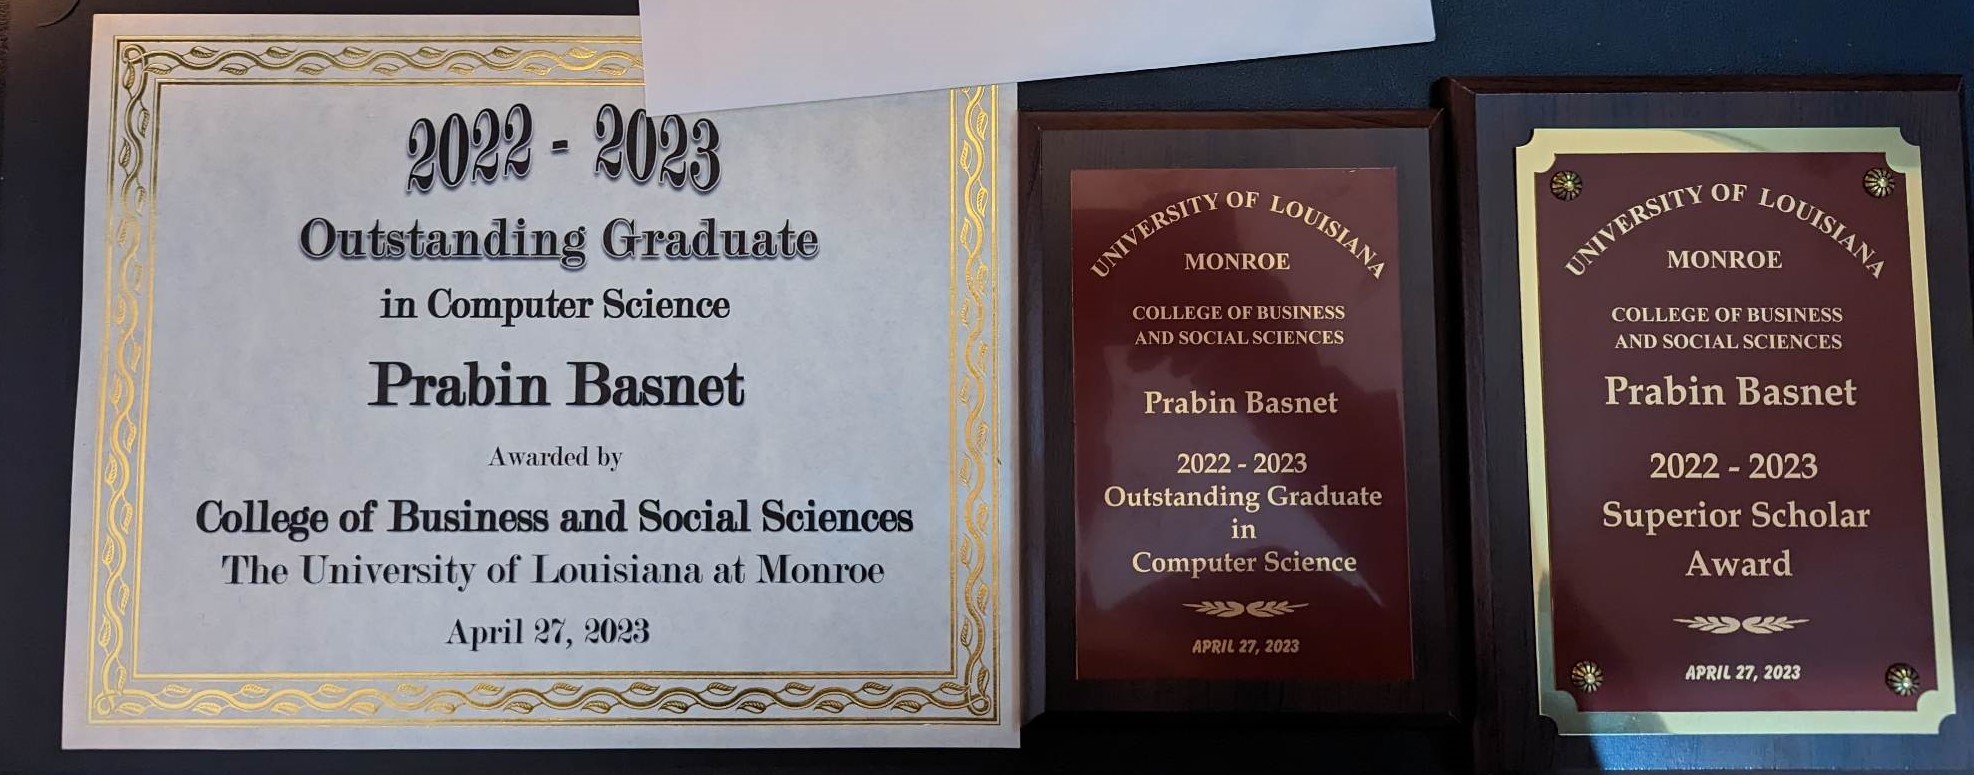 2022 - 2023
Outstanding Graduate
in Computer Science
Prabin Basnet
Awarded by
College of Business and Social Sciences
The University of Louisiana at Monroe
April 27, 2023
UNIVERSITY OF LOUISIANA
MONROE
COLLEGE OF BUSINESS
AND SOCIAL SCIENCES
Prabin Basnet
2022 - 2023
Outstanding Graduate
in
Computer Science
APRIL 27, 2023
UNIVERSITY OF LOUISIANA
MONROE
COLLEGE OF BUSINESS
AND SOCIAL SCIENCES
Prabin Basnet
2022 - 2023
Superior Scholar
Award
APRIL 27, 2023